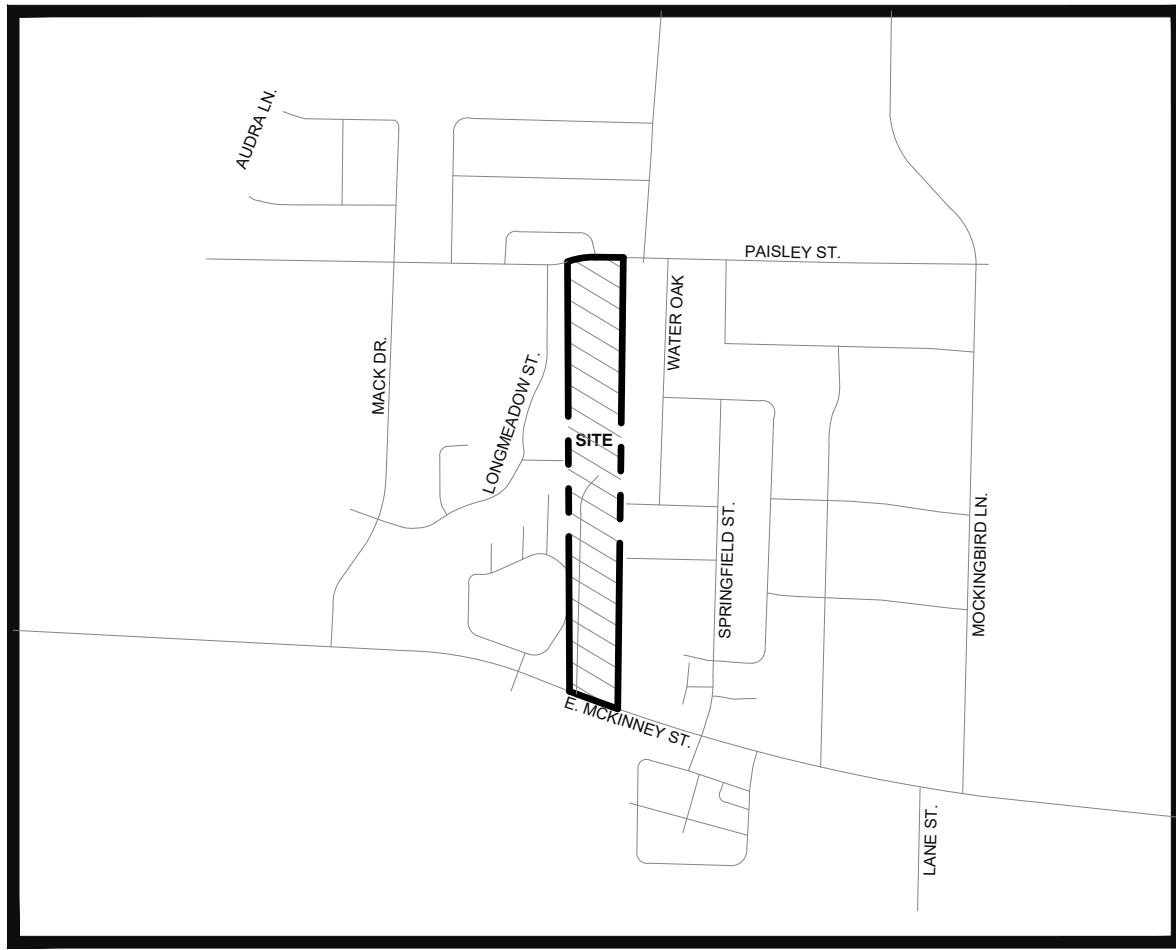 AUDRA LN.
PAISLEY ST.
WATER OAK
MACK DR.
LONGMEADOW ST.
SITE
SPRINGFIELD ST.
MOCKINGBIRD LN.
E. MCKINNEY ST.
LANE ST.